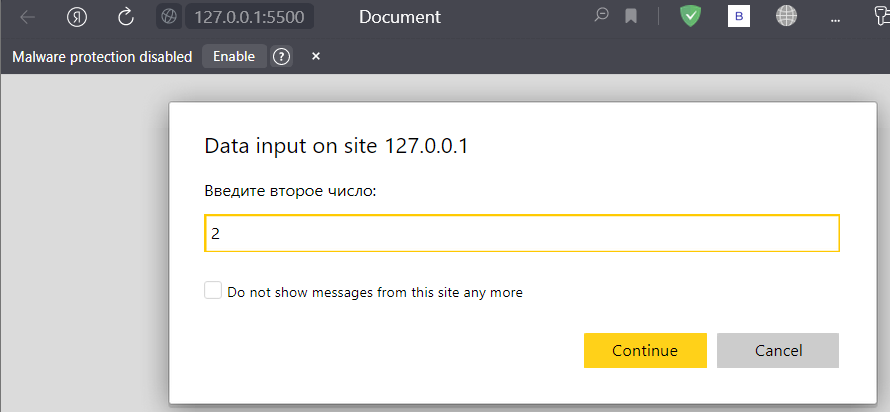 Я 127.0.0.1:5500 Document B ...
Malware protection disabled Enable ? ×
Data input on site 127.0.0.1
Введите второе число:
2
Do not show messages from this site any more
Continue Cancel